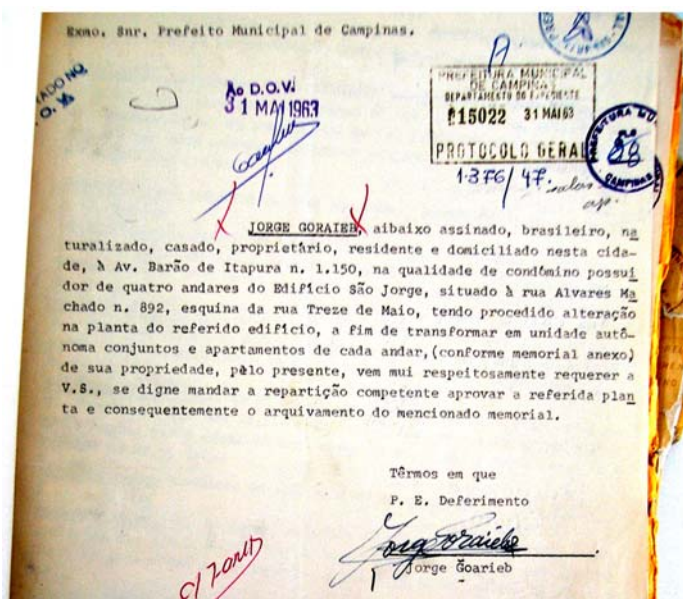 Exmo. Snr. Prefeito Municipal de Campinas.
Ao D.O.V.
31 MAI 1963
PREFEITURA MUNICIPAL
DE CAMPINAS
DEPARTAMENTO DO EXPEDIENTE
15022 31 MAI 63
PROTOCOLO GERAL
1376/47.
JORGE GORAIEB, aibaixo assinado, brasileiro, na
turalizado, casado, proprietário, residente e domiciliado nesta cida-
de, à Av. Barão de Itapura n. 1.150, na qualidade de condômino possui
dor de quatro andares do Edifício São Jorge, situado à rua Alvares Ma
chado n. 892, esquina da rua Treze de Maio, tendo procedido alteração
na planta do referido edifício, a fim de transformar em unidade autô-
noma conjuntos e apartamentos de cada andar,(conforme memorial anexo)
de sua propriedade, pelo presente, vem mui respeitosamente requerer a
V.S., se digne mandar a repartição competente aprovar a referida plan
ta e consequentemente o arquivamento do mencionado memorial.
Têrmos em que
P. E. Deferimento
Jorge Goraieb
Jorge Goarieb